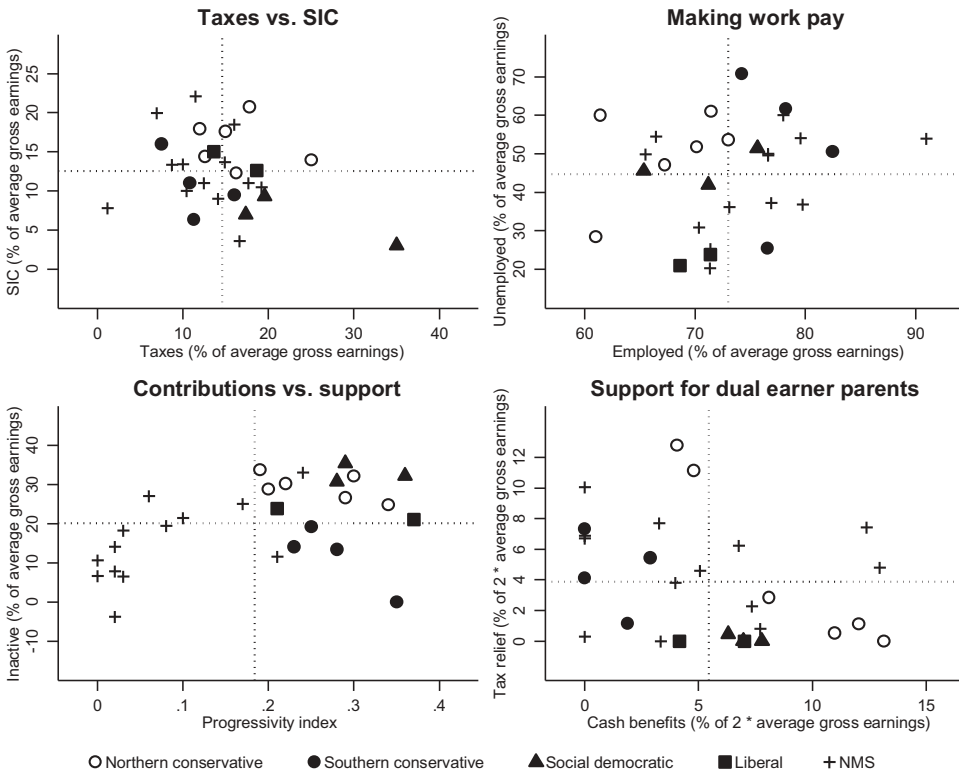 Taxes vs. SIC
SIC (% of average gross earnings)
25
20
15
10
5
0
0 10 20 30 40
Taxes (% of average gross earnings)
Making work pay
Unemployed (% of average gross earnings)
70
60
50
40
30
20
60 70 80 90
Employed (% of average gross earnings)
Contributions vs. support
Inactive (% of average gross earnings)
40
30
20
10
0
-10
0 .1 .2 .3 .4
Progressivity index
Support for dual earner parents
Tax relief (% of 2 * average gross earnings)
12
10
8
6
4
2
0
0 5 10 15
Cash benefits (% of 2 * average gross earnings)
Northern conservative Southern conservative Social democratic Liberal NMS